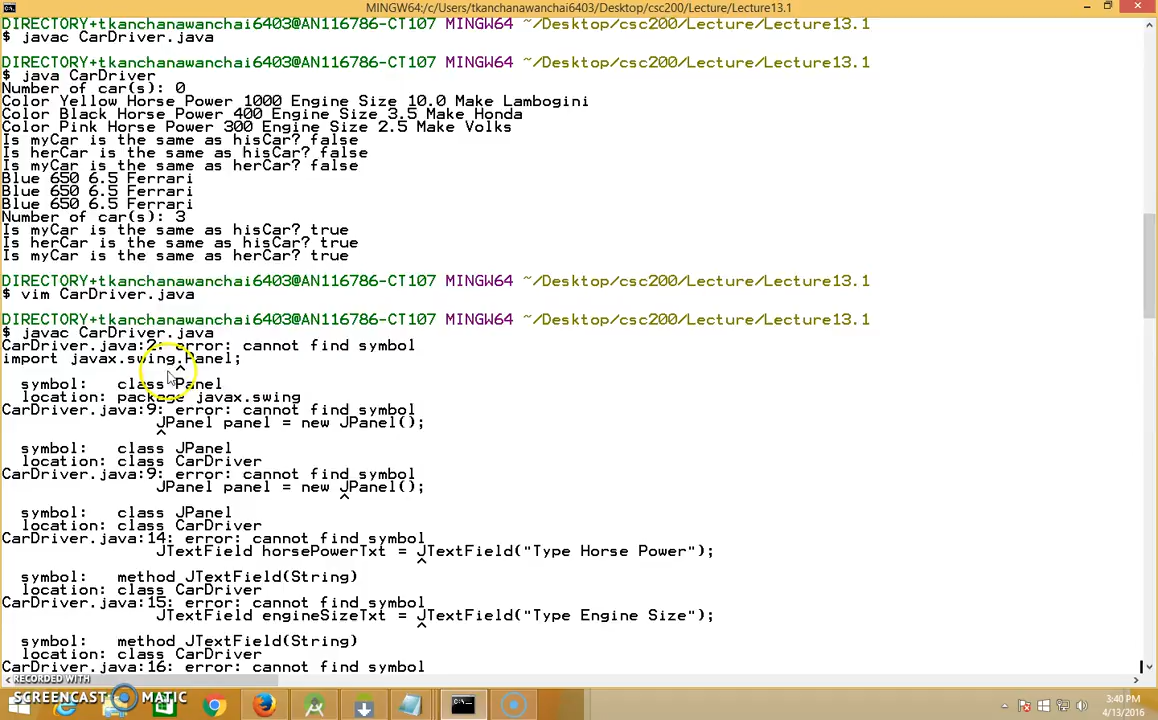 MINGW64:/c/Users/tkanchanawanchai6403/Desktop/csc200/Lecture/Lecture13.1
DIRECTORY+tkanchanawanchai6403@AN116786-CT107 MINGW64 ~/Desktop/csc200/Lecture/Lecture13.1
$ javac CarDriver.java
DIRECTORY+tkanchanawanchai6403@AN116786-CT107 MINGW64 ~/Desktop/csc200/Lecture/Lecture13.1
$ java CarDriver
Number of car(s): 0
Color Yellow Horse Power 1000 Engine Size 10.0 Make Lambogini
Color Black Horse Power 400 Engine Size 3.5 Make Honda
Color Pink Horse Power 300 Engine Size 2.5 Make Volks
Is myCar is the same as hisCar? false
Is herCar is the same as hisCar? false
Is myCar is the same as herCar? false
Blue 650 6.5 Ferrari
Blue 650 6.5 Ferrari
Blue 650 6.5 Ferrari
Number of car(s): 3
Is myCar is the same as hisCar? true
Is herCar is the same as hisCar? true
Is myCar is the same as herCar? true
DIRECTORY+tkanchanawanchai6403@AN116786-CT107 MINGW64 ~/Desktop/csc200/Lecture/Lecture13.1
$ vim CarDriver.java
DIRECTORY+tkanchanawanchai6403@AN116786-CT107 MINGW64 ~/Desktop/csc200/Lecture/Lecture13.1
$ javac CarDriver.java
CarDriver.java:2: error: cannot find symbol
import javax.swing.Panel;
^
symbol: class Panel
location: package javax.swing
CarDriver.java:9: error: cannot find symbol
JPanel panel = new JPanel();
^
symbol: class JPanel
location: class CarDriver
CarDriver.java:9: error: cannot find symbol
JPanel panel = new JPanel();
^
symbol: class JPanel
location: class CarDriver
CarDriver.java:14: error: cannot find symbol
JTextField horsePowerTxt = JTextField("Type Horse Power");
^
symbol: method JTextField(String)
location: class CarDriver
CarDriver.java:15: error: cannot find symbol
JTextField engineSizeTxt = JTextField("Type Engine Size");
^
symbol: method JTextField(String)
location: class CarDriver
CarDriver.java:16: error: cannot find symbol
RECORDED WITH
SCREENCAST MATIC
3:40 PM
4/13/2016